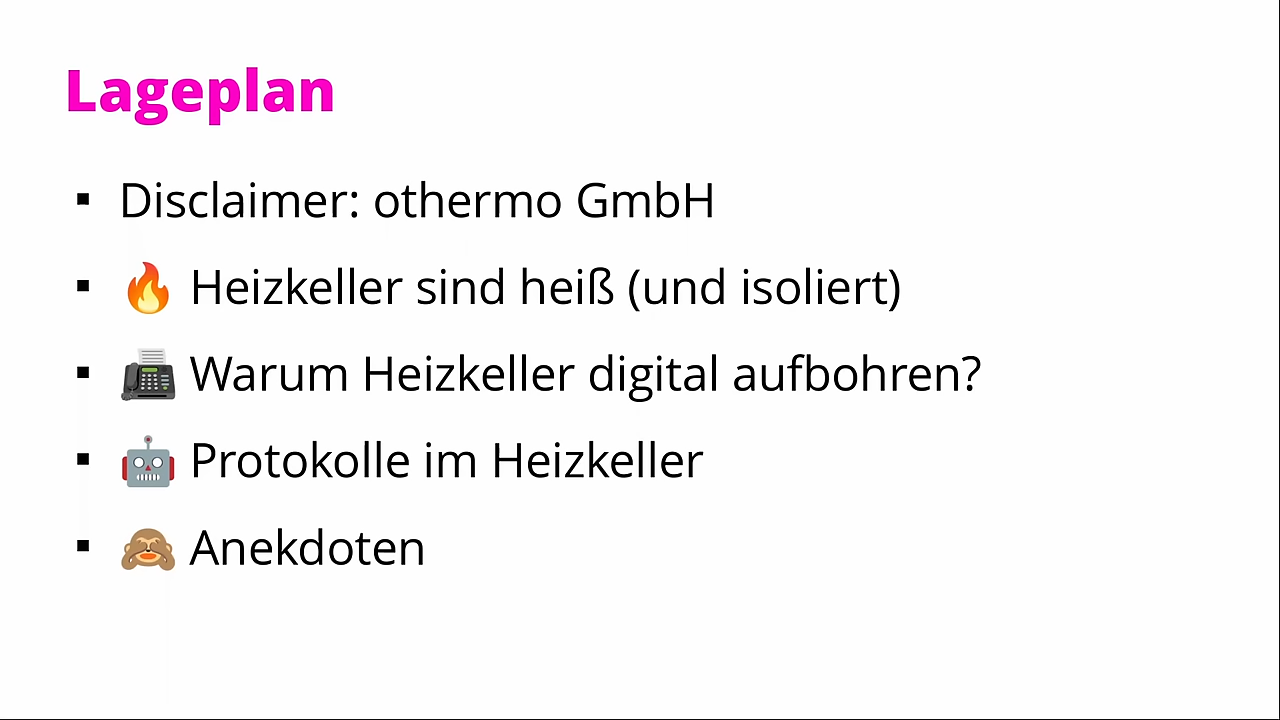 Lageplan
▪ Disclaimer: othermo GmbH
▪ 🔥 Heizkeller sind heiß (und isoliert)
▪ 📠 Warum Heizkeller digital aufbohren?
▪ 🤖 Protokolle im Heizkeller
▪ 🙈 Anekdoten